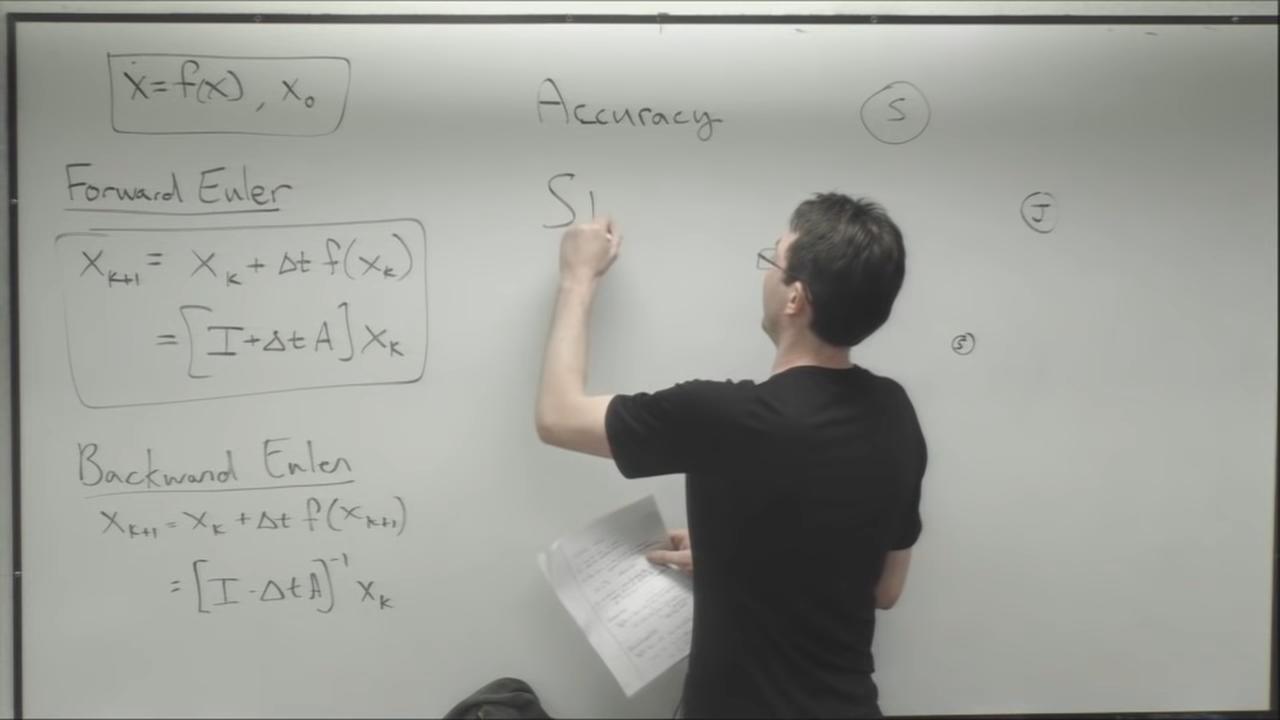 ẋ=f(x), x₀
Forward Euler
x_{k+1} = x_k + Δt f(x_k)
= [I+Δt A] x_k
Backward Euler
x_{k+1} = x_k + Δt f(x_{k+1})
= [I - Δt A]⁻¹ x_k
Accuracy
S
J
S